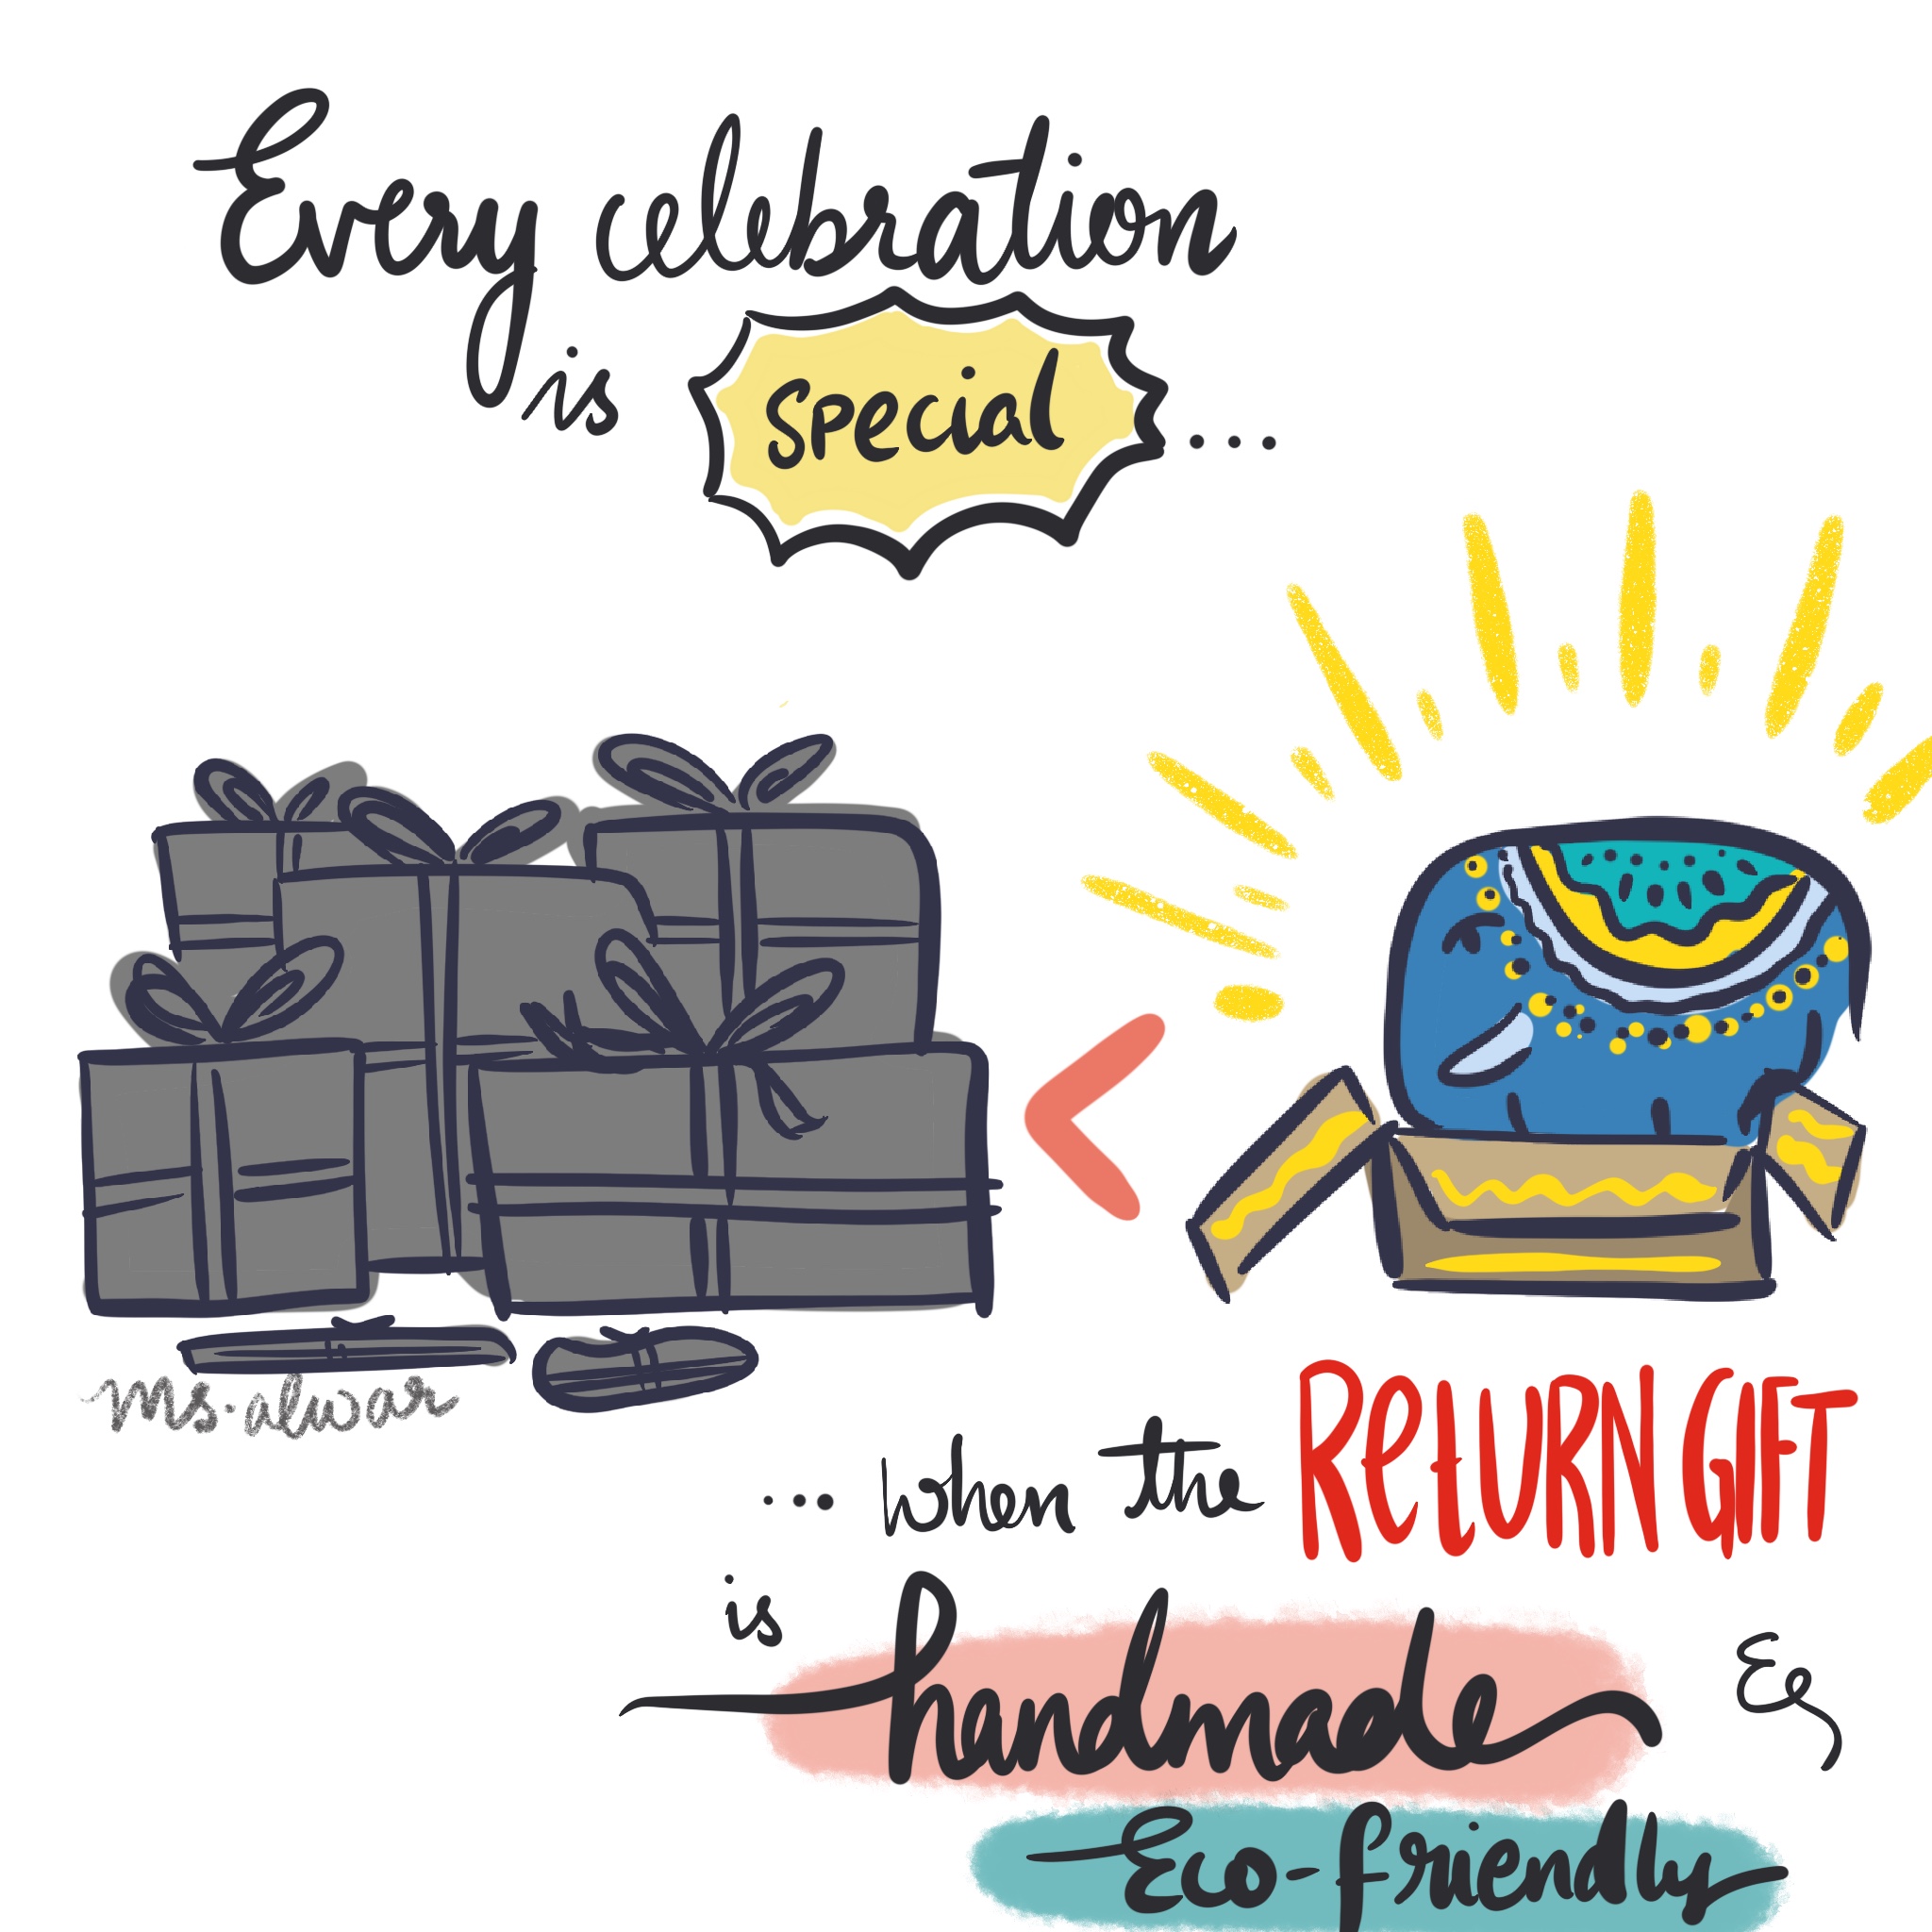 Every celebration
is special ....
<
ms.alwar
... when the RETURN GIFT
is
handmade &
Eco-friendly